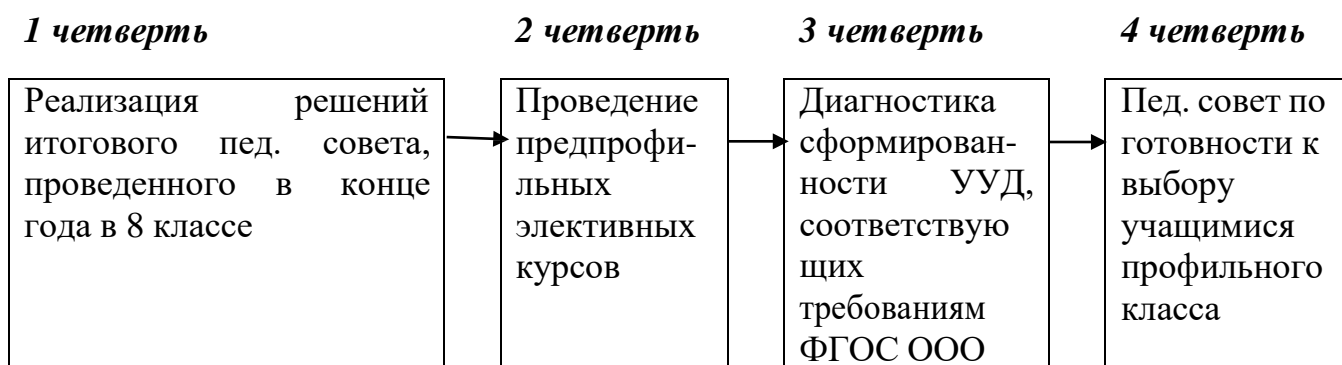 1 четверть
2 четверть
3 четверть
4 четверть
Реализация решений
итогового пед. совета,
проведенного в конце
года в 8 классе
Проведение
предпрофи-
льных
элективных
курсов
Диагностика
сформирован-
ности УУД,
соответствую
щих
требованиям
ФГОС ООО
Пед. совет по
готовности к
выбору
учащимися
профильного
класса